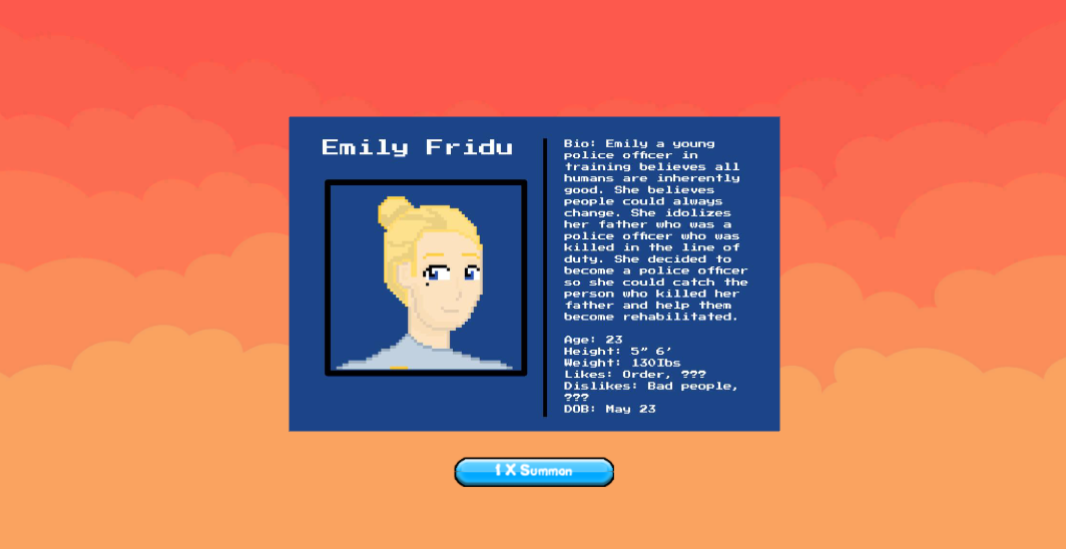 Emily Fridu
Bio: Emily a young
police officer in
training believes all
humans are inherently
good. She believes
people could always
change. She idolizes
her father who was a
police officer who was
killed in the line of
duty. She decided to
become a police officer
so she could catch the
person who killed her
father and help them
become rehabilitated.
Age: 23
Height: 5" 6'
Weight: 130Ibs
Likes: Order, ???
Dislikes: Bad people,
???
DOB: May 23
1 X Summon